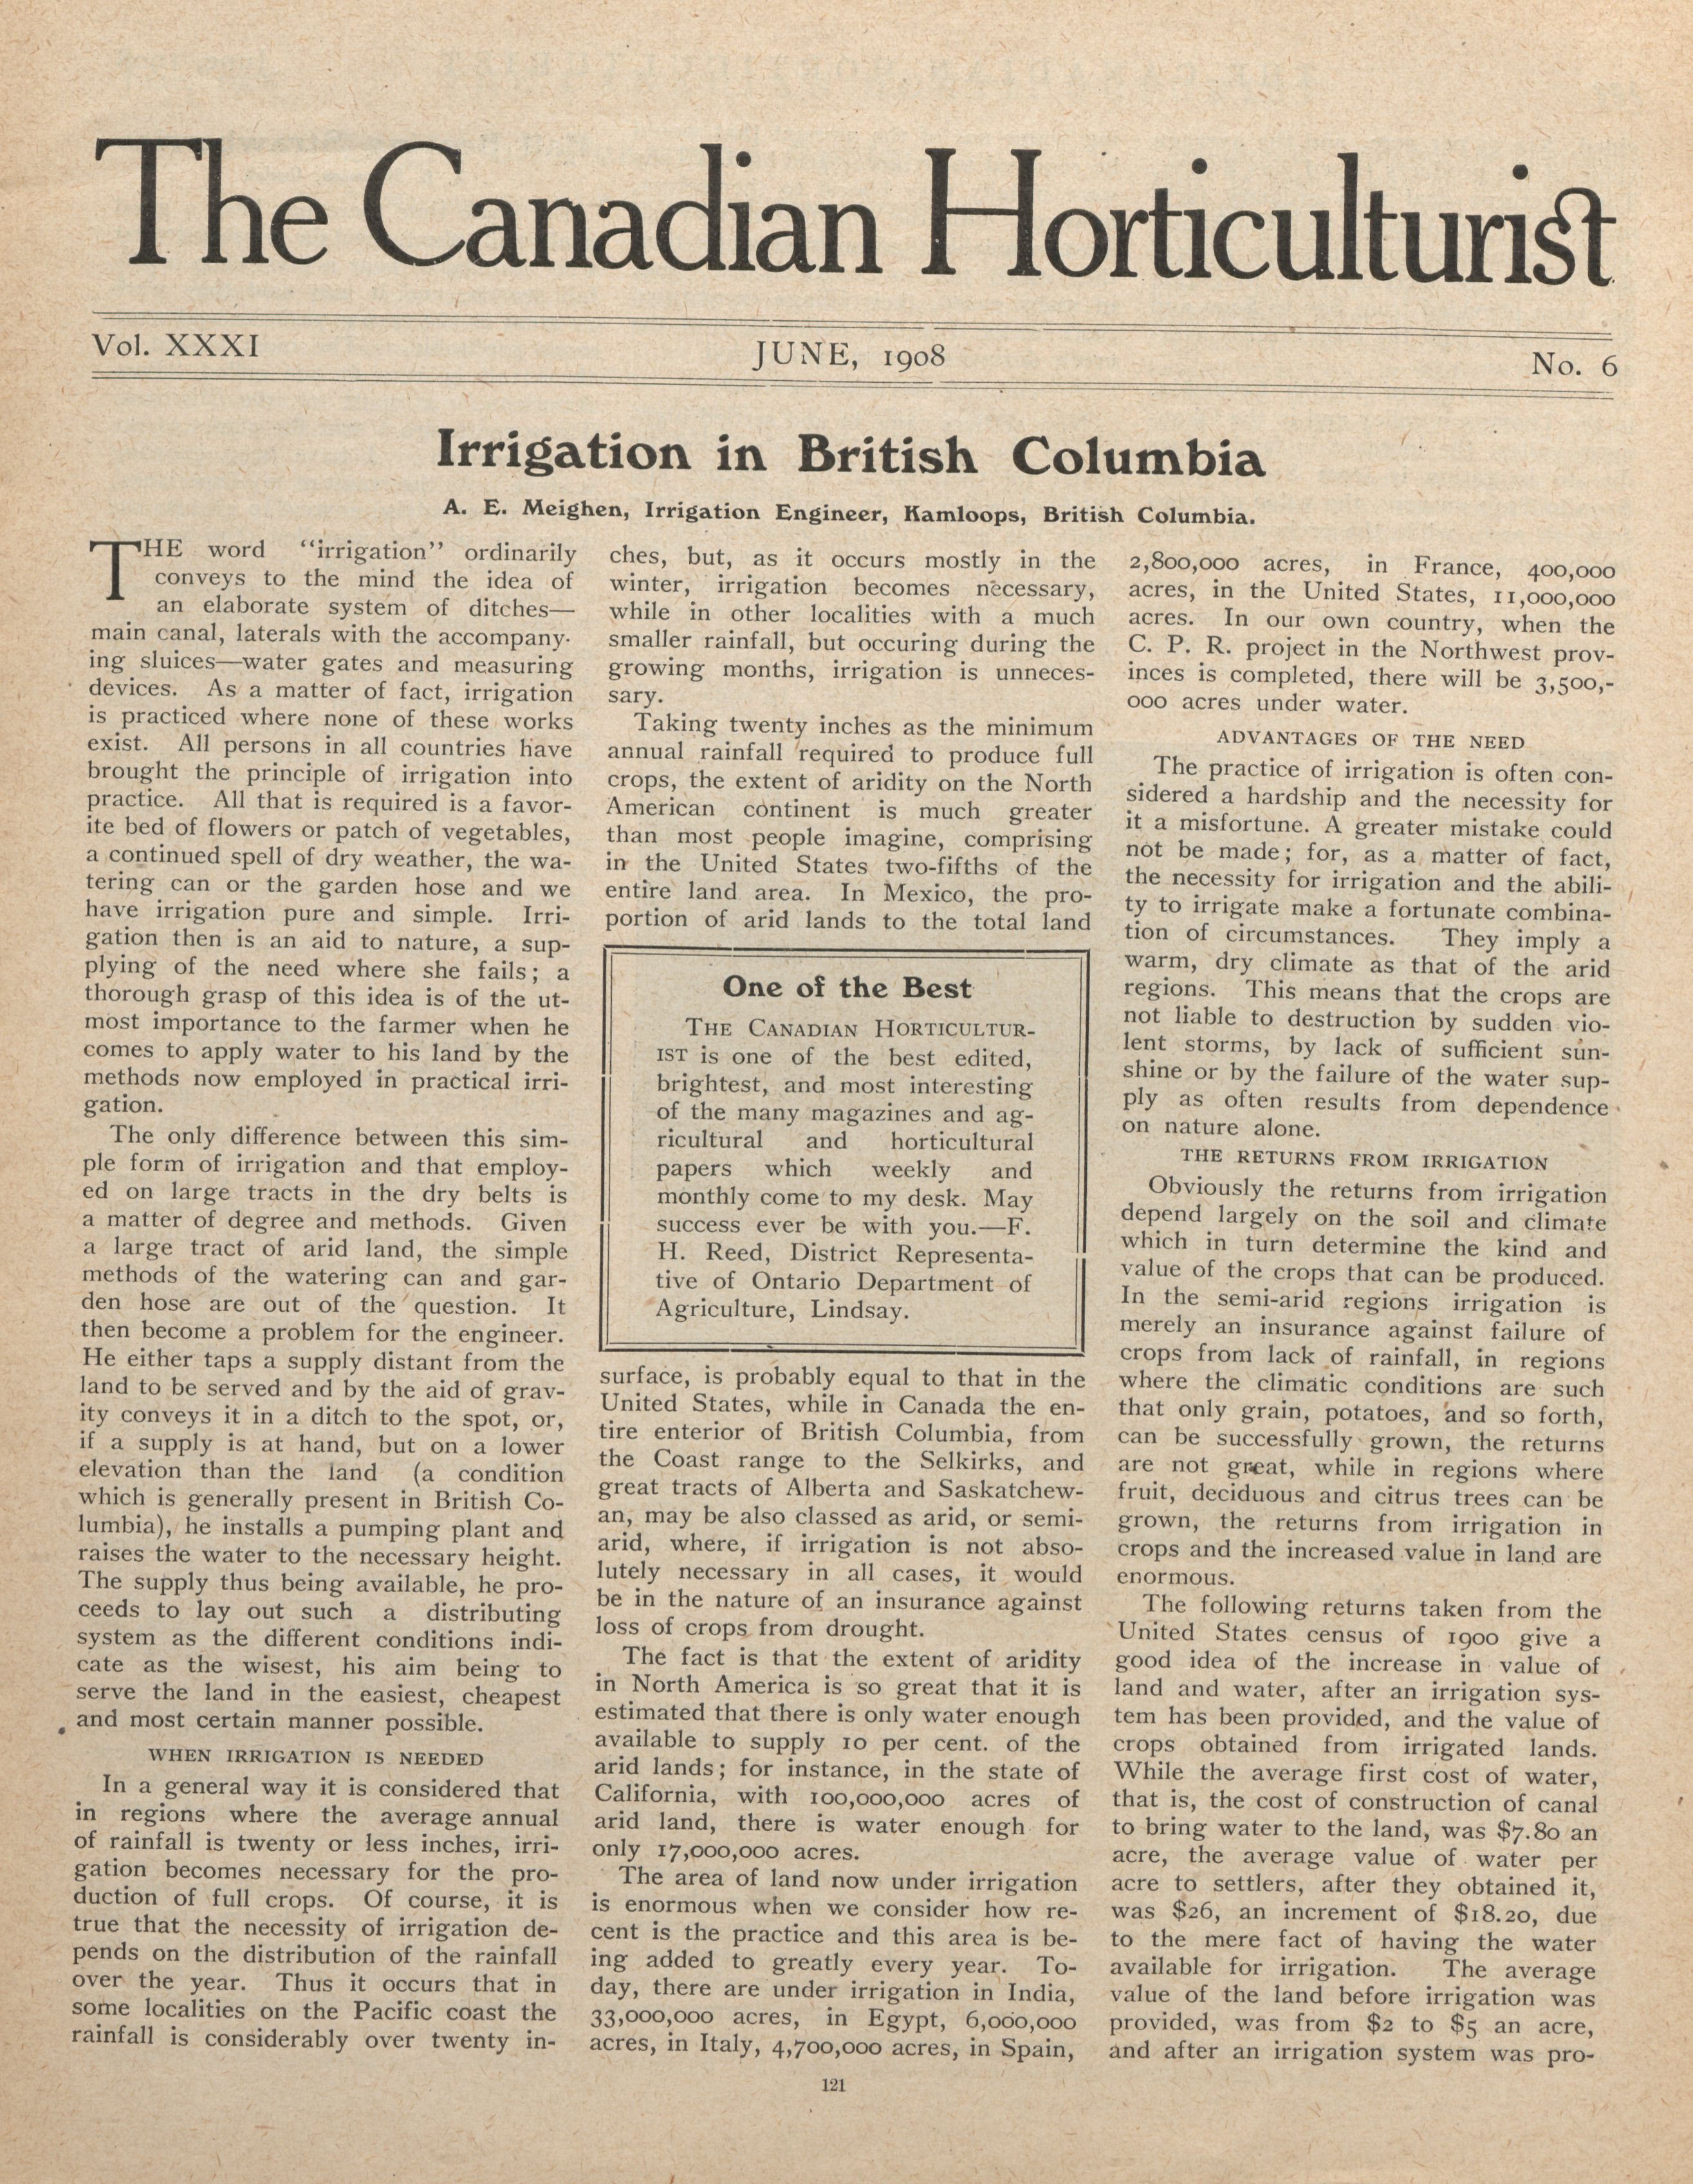 The Canadian Horticulturist
Vol. XXXI
JUNE, 1908
No. 6
Irrigation in British Columbia
A. E. Meighen, Irrigation Engineer, Kamloops, British Columbia.
THE word "irrigation" ordinarily
conveys to the mind the idea of
an elaborate system of ditches—
main canal, laterals with the accompany-
ing sluices—water gates and measuring
devices. As a matter of fact, irrigation
is practiced where none of these works
exist. All persons in all countries have
brought the principle of irrigation into
practice. All that is required is a favor-
ite bed of flowers or patch of vegetables,
a continued spell of dry weather, the wa-
tering can or the garden hose and we
have irrigation pure and simple. Irri-
gation then is an aid to nature, a sup-
plying of the need where she fails; a
thorough grasp of this idea is of the ut-
most importance to the farmer when he
comes to apply water to his land by the
methods now employed in practical irri-
gation.
The only difference between this sim-
ple form of irrigation and that employ-
ed on large tracts in the dry belts is
a matter of degree and methods. Given
a large tract of arid land, the simple
methods of the watering can and gar-
den hose are out of the question. It
then become a problem for the engineer.
He either taps a supply distant from the
land to be served and by the aid of grav-
ity conveys it in a ditch to the spot, or,
if a supply is at hand, but on a lower
elevation than the land (a condition
which is generally present in British Co-
lumbia), he installs a pumping plant and
raises the water to the necessary height.
The supply thus being available, he pro-
ceeds to lay out such a distributing
system as the different conditions indi-
cate as the wisest, his aim being to
serve the land in the easiest, cheapest
and most certain manner possible.
WHEN IRRIGATION IS NEEDED
In a general way it is considered that
in regions where the average annual
of rainfall is twenty or less inches, irri-
gation becomes necessary for the pro-
duction of full crops. Of course, it is
true that the necessity of irrigation de-
pends on the distribution of the rainfall
over the year. Thus it occurs that in
some localities on the Pacific coast the
rainfall is considerably over twenty in-
ches, but, as it occurs mostly in the
winter, irrigation becomes necessary,
while in other localities with a much
smaller rainfall, but occuring during the
growing months, irrigation is unneces-
sary.
Taking twenty inches as the minimum
annual rainfall required to produce full
crops, the extent of aridity on the North
American continent is much greater
than most people imagine, comprising
in the United States two-fifths of the
entire land area. In Mexico, the pro-
portion of arid lands to the total land
One of the Best
THE CANADIAN HORTICULTUR-
IST is one of the best edited,
brightest, and most interesting
of the many magazines and ag-
ricultural and horticultural
papers which weekly and
monthly come to my desk. May
success ever be with you.—F.
H. Reed, District Representa-
tive of Ontario Department of
Agriculture, Lindsay.
surface, is probably equal to that in the
United States, while in Canada the en-
tire enterior of British Columbia, from
the Coast range to the Selkirks, and
great tracts of Alberta and Saskatchew-
an, may be also classed as arid, or semi-
arid, where, if irrigation is not abso-
lutely necessary in all cases, it would
be in the nature of an insurance against
loss of crops from drought.
The fact is that the extent of aridity
in North America is so great that it is
estimated that there is only water enough
available to supply 10 per cent. of the
arid lands; for instance, in the state of
California, with 100,000,000 acres of
arid land, there is water enough for
only 17,000,000 acres.
The area of land now under irrigation
is enormous when we consider how re-
cent is the practice and this area is be-
ing added to greatly every year. To-
day, there are under irrigation in India,
33,000,000 acres, in Egypt, 6,000,000
acres, in Italy, 4,700,000 acres, in Spain,
2,800,000 acres, in France, 400,000
acres, in the United States, 11,000,000
acres. In our own country, when the
C. P. R. project in the Northwest prov-
inces is completed, there will be 3,500,-
000 acres under water.
ADVANTAGES OF THE NEED
The practice of irrigation is often con-
sidered a hardship and the necessity for
it a misfortune. A greater mistake could
not be made; for, as a matter of fact,
the necessity for irrigation and the abili-
ty to irrigate make a fortunate combina-
tion of circumstances. They imply a
warm, dry climate as that of the arid
regions. This means that the crops are
not liable to destruction by sudden vio-
lent storms, by lack of sufficient sun-
shine or by the failure of the water sup-
ply as often results from dependence
on nature alone.
THE RETURNS FROM IRRIGATION
Obviously the returns from irrigation
depend largely on the soil and climate
which in turn determine the kind and
value of the crops that can be produced.
In the semi-arid regions irrigation is
merely an insurance against failure of
crops from lack of rainfall, in regions
where the climatic conditions are such
that only grain, potatoes, and so forth,
can be successfully grown, the returns
are not great, while in regions where
fruit, deciduous and citrus trees can be
grown, the returns from irrigation in
crops and the increased value in land are
enormous.
The following returns taken from the
United States census of 1900 give a
good idea of the increase in value of
land and water, after an irrigation sys-
tem has been provided, and the value of
crops obtained from irrigated lands.
While the average first cost of water,
that is, the cost of construction of canal
to bring water to the land, was $7.80 an
acre, the average value of water per
acre to settlers, after they obtained it,
was $26, an increment of $18.20, due
to the mere fact of having the water
available for irrigation. The average
value of the land before irrigation was
provided, was from $2 to $5 an acre,
and after an irrigation system was pro-
121